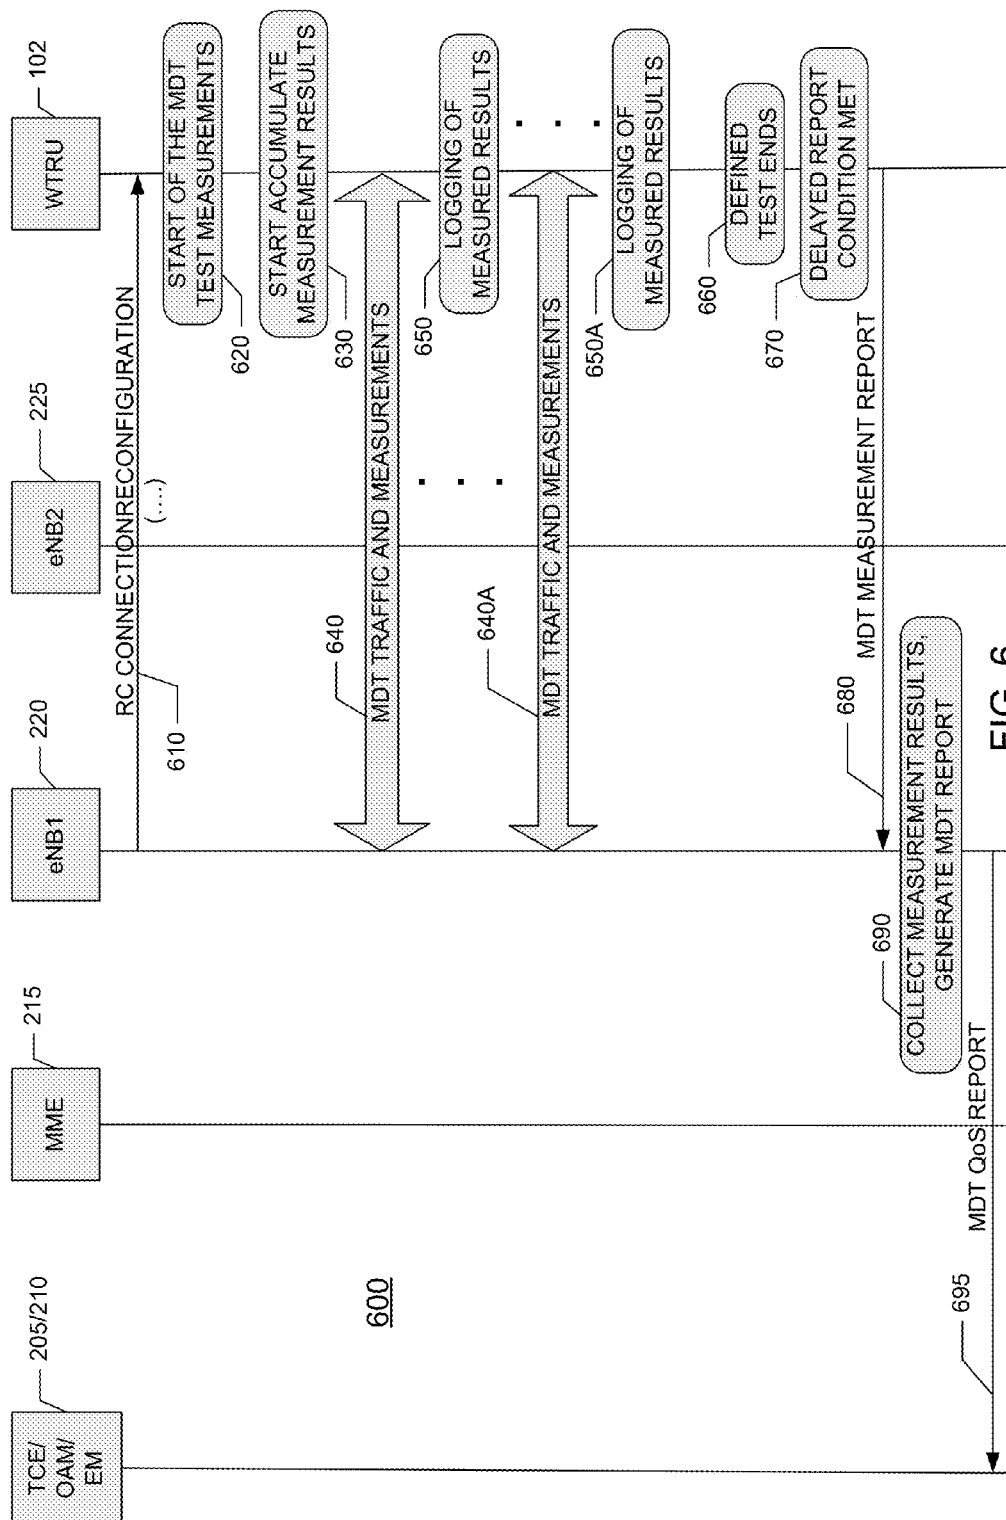 TCE/
OAM/
EM
205/210
MME
215
eNB1
220
eNB2
225
WTRU
102
RC CONNECTIONRECONFIGURATION
(....)
610
START OF THE MDT
TEST MEASUREMENTS
620
START ACCUMULATE
MEASUREMENT RESULTS
630
MDT TRAFFIC AND MEASUREMENTS
640
LOGGING OF
MEASURED RESULTS
650
MDT TRAFFIC AND MEASUREMENTS
640A
LOGGING OF
MEASURED RESULTS
650A
DEFINED
TEST ENDS
660
DELAYED REPORT
CONDITION MET
670
MDT MEASUREMENT REPORT
680
COLLECT MEASUREMENT RESULTS,
GENERATE MDT REPORT
690
MDT QoS REPORT
695
600
FIG. 6